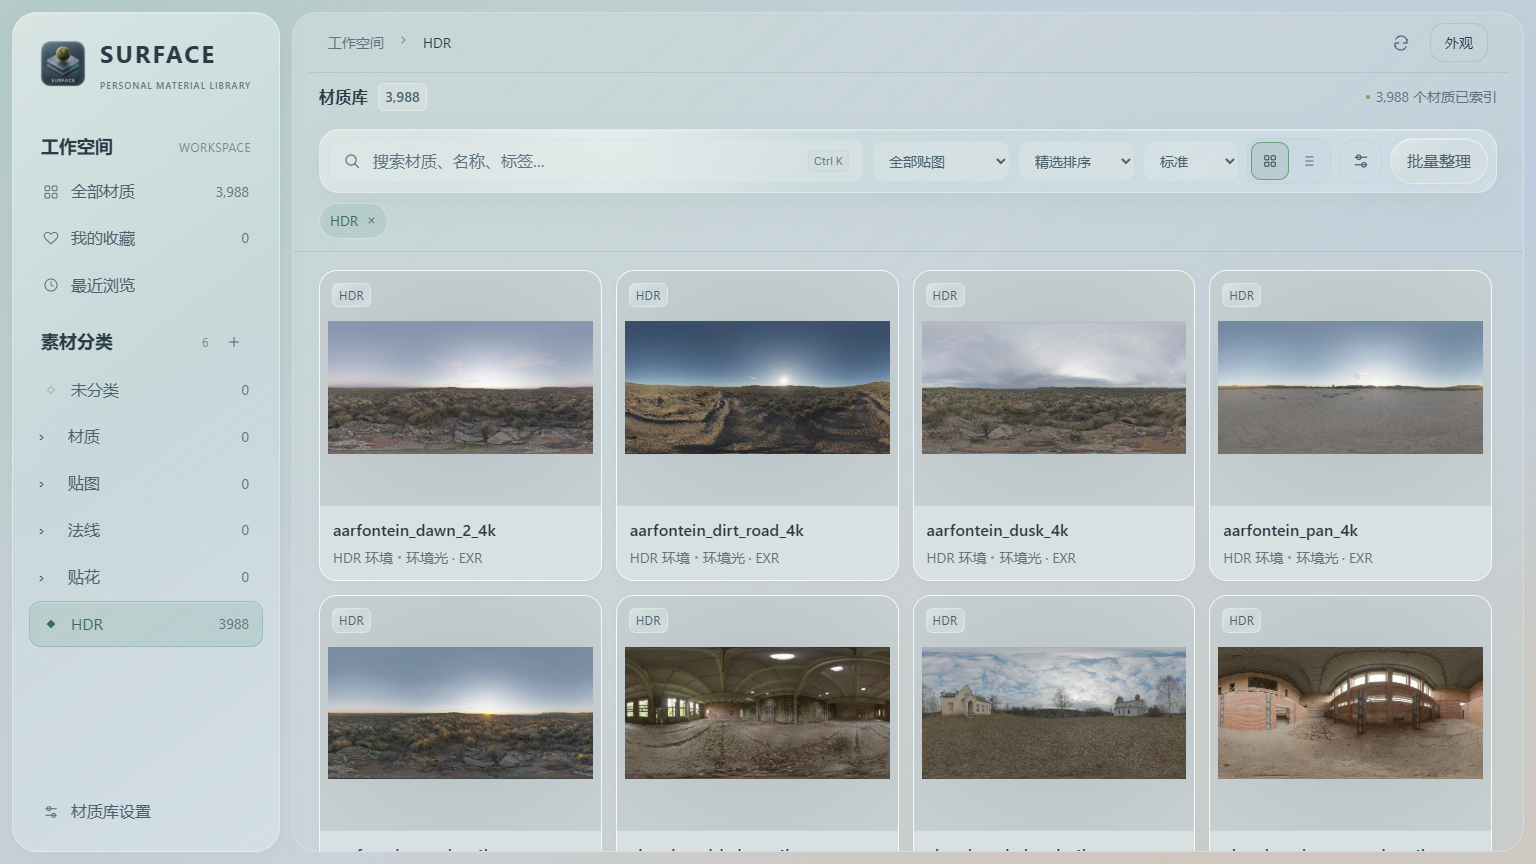 SURFACE
PERSONAL MATERIAL LIBRARY
工作空间 WORKSPACE
全部材质 3,988
我的收藏 0
最近浏览
素材分类 6 +
未分类 0
材质 0
贴图 0
法线 0
贴花 0
HDR 3988
材质库设置
工作空间 › HDR
外观
材质库 3,988
3,988 个材质已索引
搜索材质、名称、标签... Ctrl K
全部贴图
精选排序
标准
批量整理
HDR ×
HDR
aarfontein_dawn_2_4k
HDR 环境 • 环境光 · EXR
HDR
aarfontein_dirt_road_4k
HDR 环境 • 环境光 · EXR
HDR
aarfontein_dusk_4k
HDR 环境 • 环境光 · EXR
HDR
aarfontein_pan_4k
HDR 环境 • 环境光 · EXR
HDR
HDR
HDR
HDR